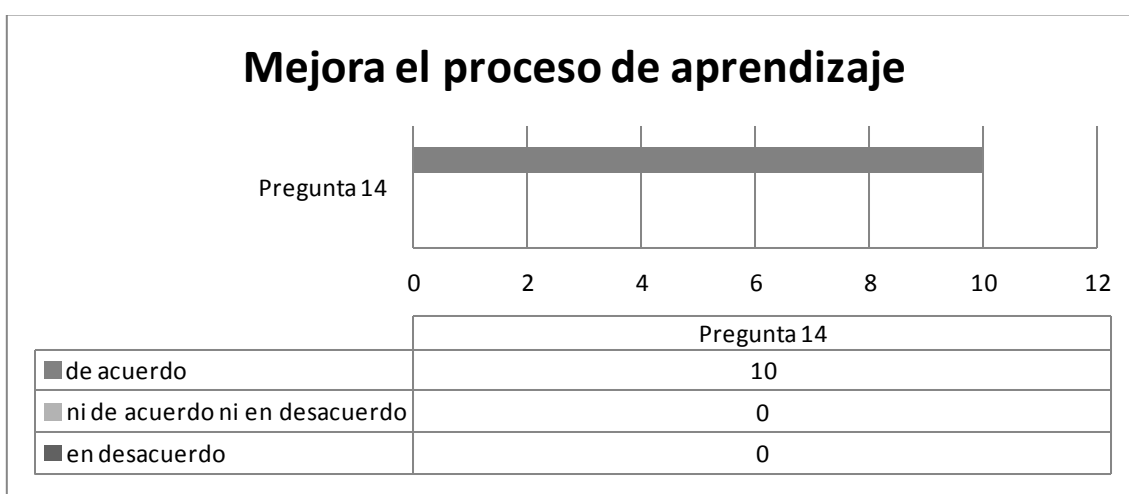 Mejora el proceso de aprendizaje
Pregunta 14
0 2 4 6 8 10 12
Pregunta 14
de acuerdo 10
ni de acuerdo ni en desacuerdo 0
en desacuerdo 0